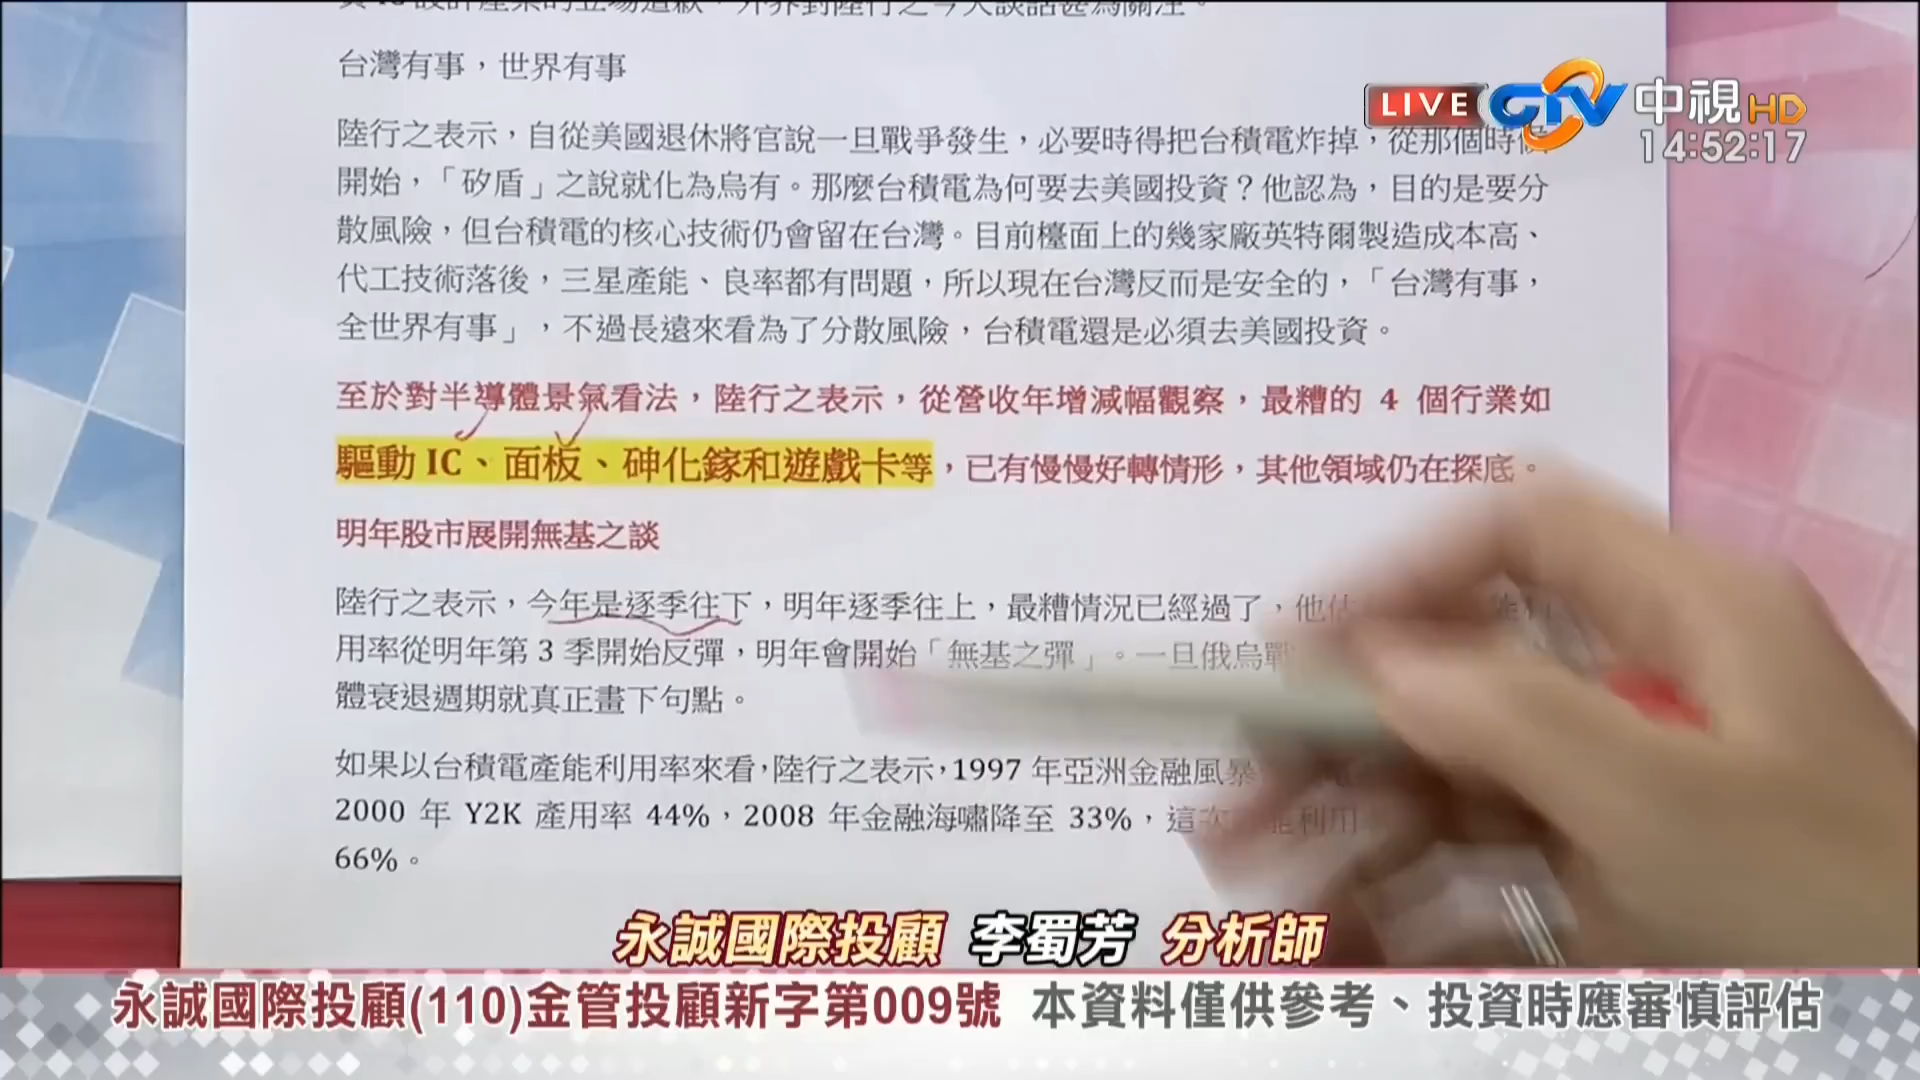 台灣有事，世界有事
LIVE CTV 中視HD
14:52:17
陸行之表示，自從美國退休將官說一旦戰爭發生，必要時得把台積電炸掉，從那個時候
開始，「矽盾」之說就化為烏有。那麼台積電為何要去美國投資？他認為，目的是要分
散風險，但台積電的核心技術仍會留在台灣。目前檯面上的幾家廠英特爾製造成本高、
代工技術落後，三星產能、良率都有問題，所以現在台灣反而是安全的，「台灣有事，
全世界有事」，不過長遠來看為了分散風險，台積電還是必須去美國投資。
至於對半導體景氣看法，陸行之表示，從營收年增減幅觀察，最糟的 4 個行業如
驅動 IC、面板、砷化鎵和遊戲卡等，已有慢慢好轉情形，其他領域仍在探底。
明年股市展開無基之談
陸行之表示，今年是逐季往下，明年逐季往上，最糟情況已經過了，他估
用率從明年第 3 季開始反彈，明年會開始「無基之彈」。一旦俄烏戰
體衰退週期就真正畫下句點。
如果以台積電產能利用率來看，陸行之表示，1997 年亞洲金融風暴
2000 年 Y2K 產用率 44%，2008 年金融海嘯降至 33%，這次 能利用
66%。
永誠國際投顧 李蜀芳 分析師
永誠國際投顧(110)金管投顧新字第009號 本資料僅供參考、投資時應審慎評估